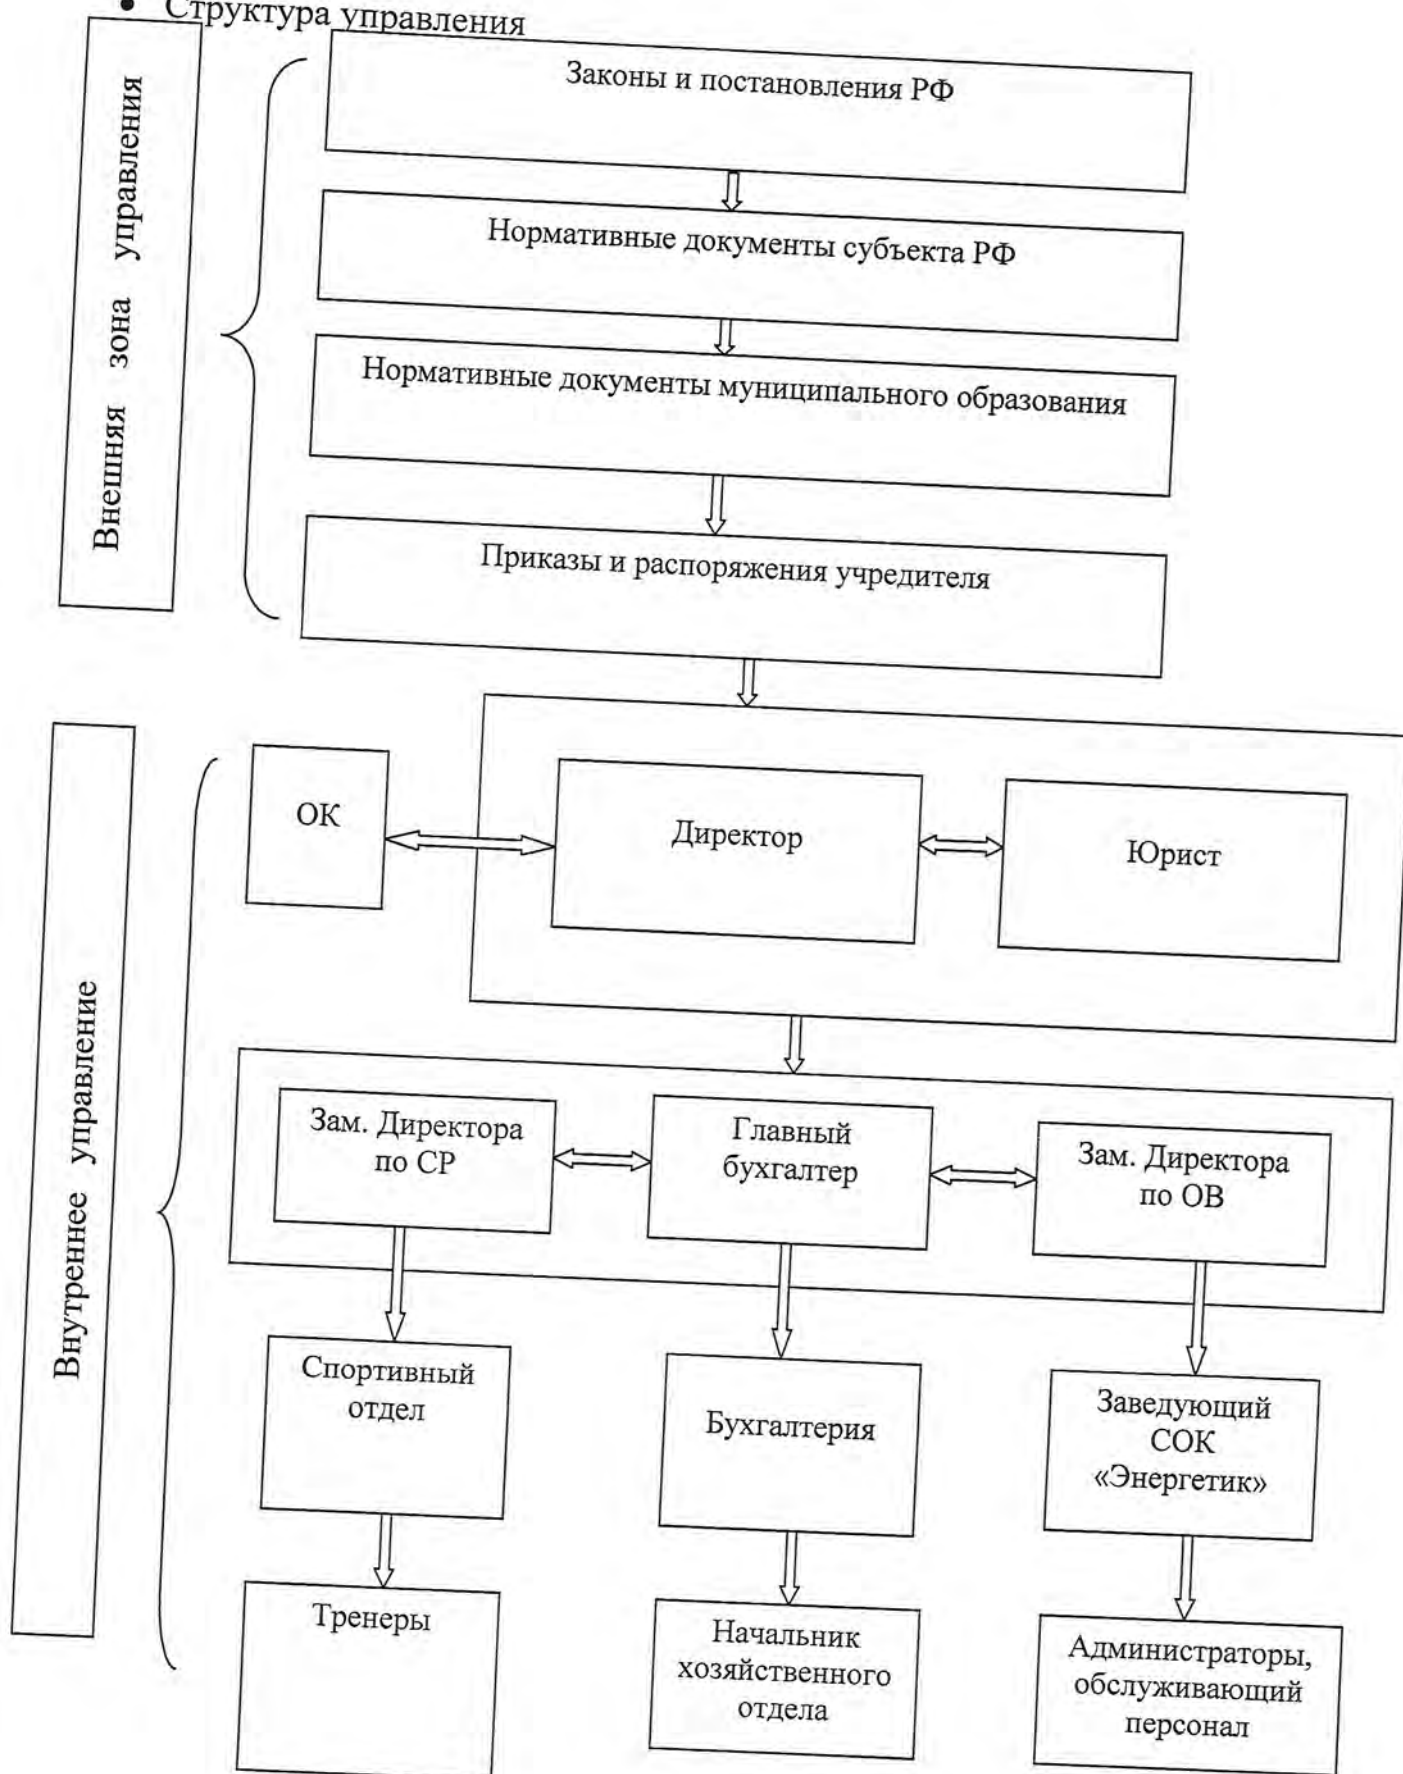 • Структура управления
Внешняя зона управления
Законы и постановления РФ
Нормативные документы субъекта РФ
Нормативные документы муниципального образования
Приказы и распоряжения учредителя
Внутреннее управление
ОК
Директор
Юрист
Зам. Директора
по СР
Главный
бухгалтер
Зам. Директора
по ОВ
Спортивный
отдел
Бухгалтерия
Заведующий
СОК
«Энергетик»
Тренеры
Начальник
хозяйственного
отдела
Администраторы,
обслуживающий
персонал